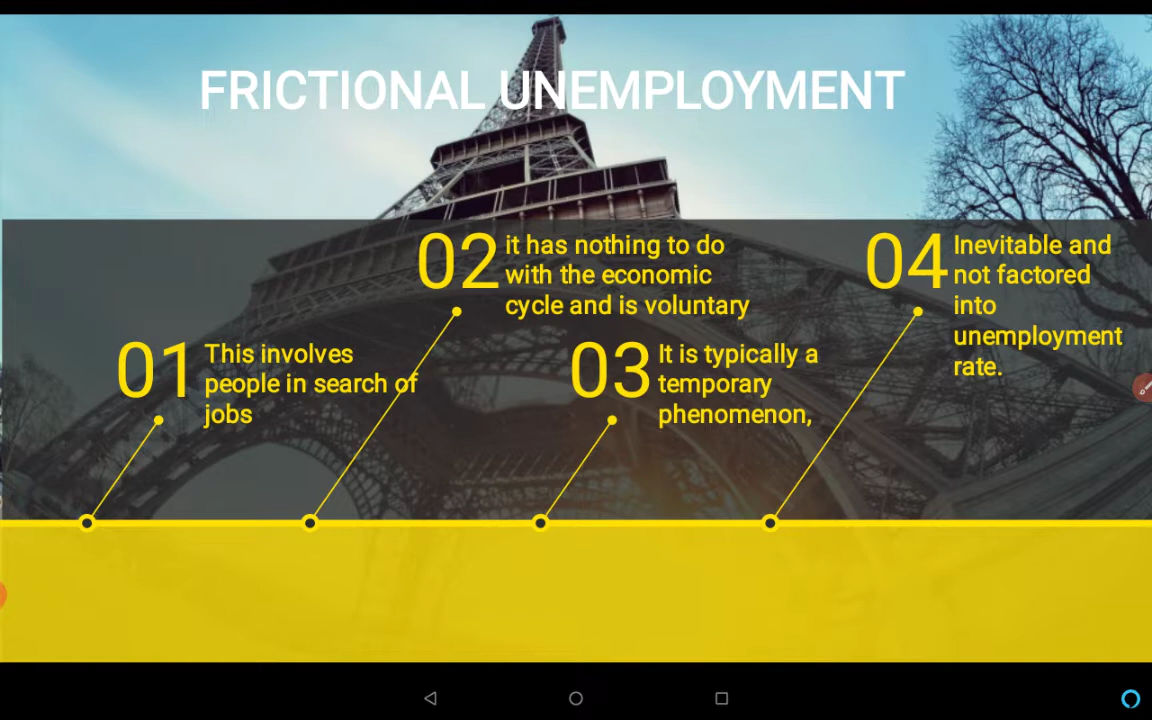 FRICTIONAL UNEMPLOYMENT
01
This involves
people in search of
jobs
02
it has nothing to do
with the economic
cycle and is voluntary
03
It is typically a
temporary
phenomenon,
04
Inevitable and
not factored
into
unemployment
rate.